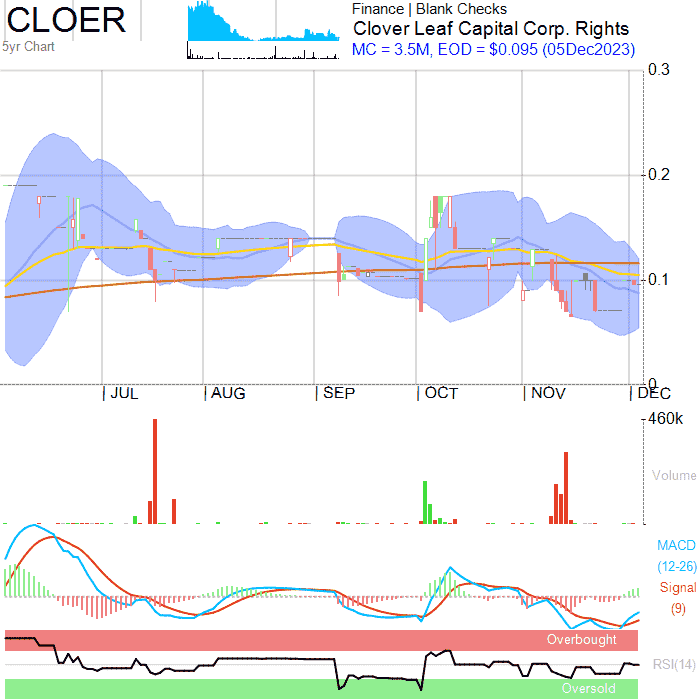 CLOER
5yr Chart
Finance | Blank Checks
Clover Leaf Capital Corp. Rights
MC = 3.5M, EOD = $0.095 (05Dec2023)
0.3
0.2
0.1
0
JUL AUG SEP OCT NOV DEC
460k
Volume
MACD
(12-26)
Signal
(9)
Overbought
RSI(14)
Oversold